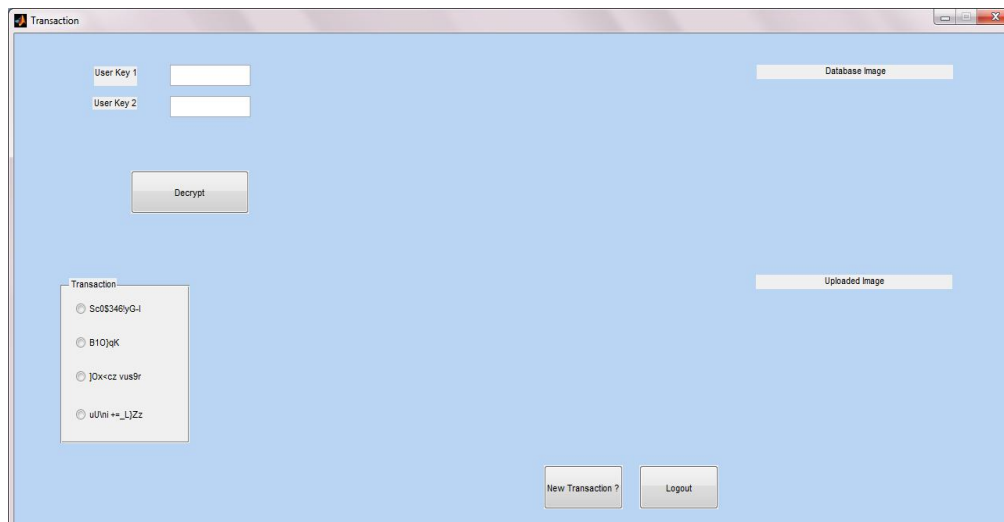 Transaction
User Key 1
User Key 2
Database Image
Decrypt
Uploaded Image
Transaction
Sc0$346!yG-I
B1O}qK
]Ox<cz vus9r
uU\ni +=_L}Zz
New Transaction ?
Logout